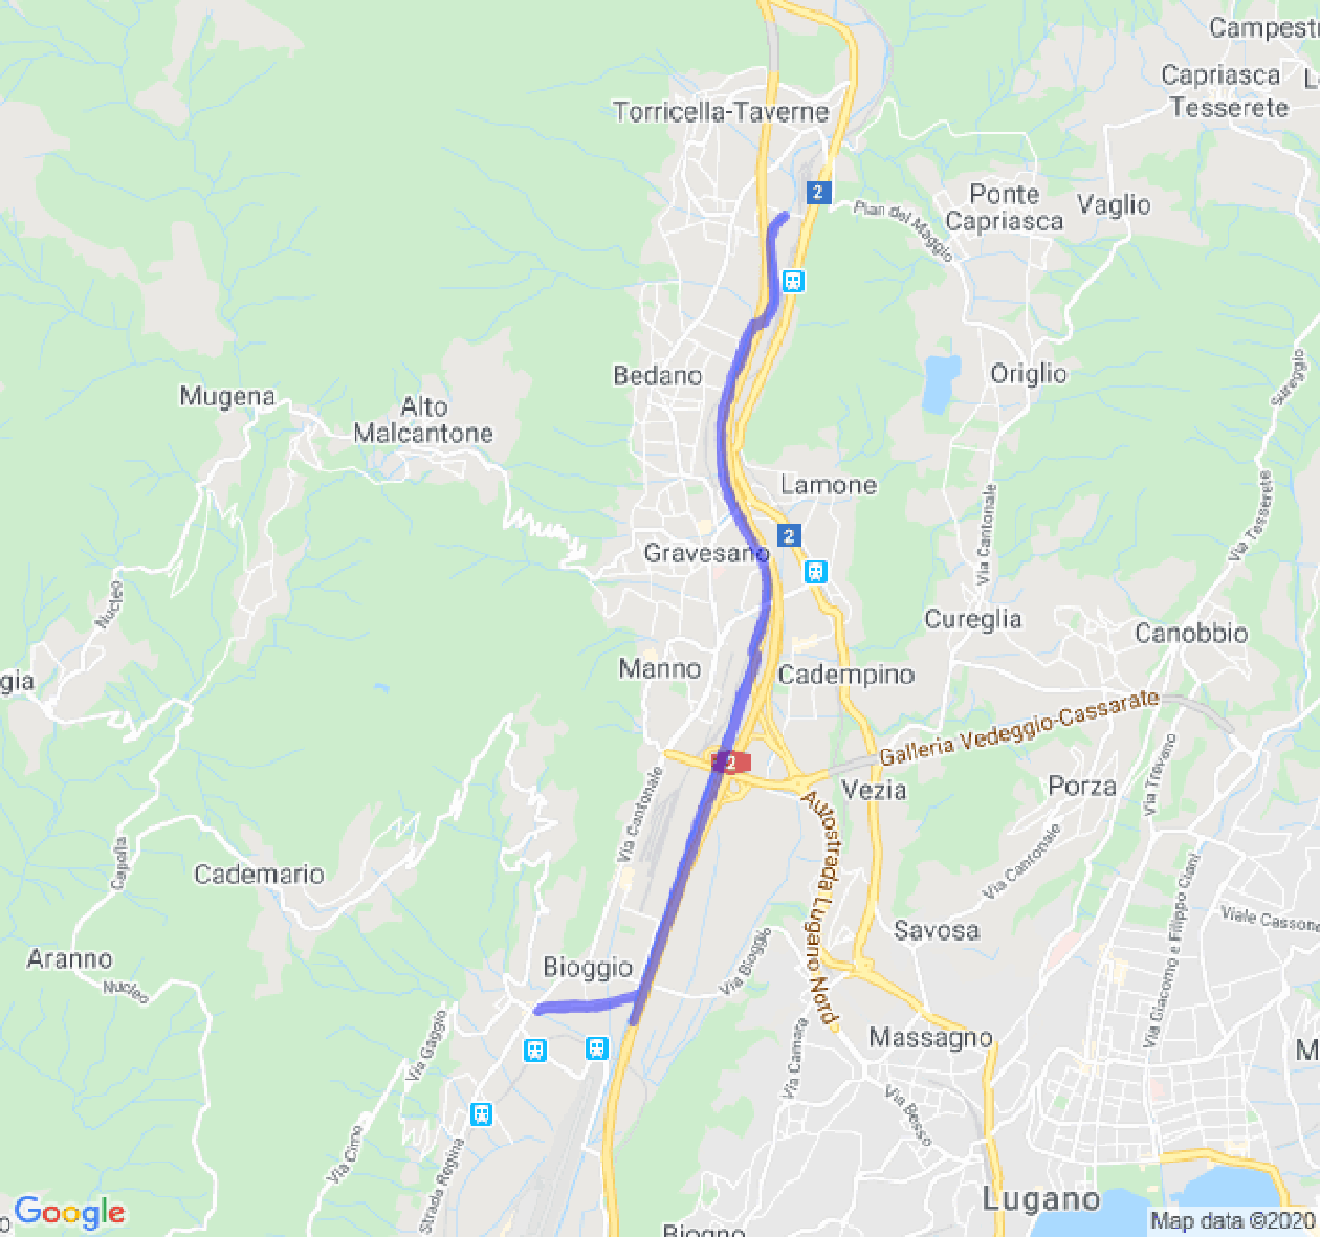 Campest
Capriasca
Tesserete
Torricella-Taverne
2
Ponte
Capriasca
Vaglio
Pian del Maggio
Bedano
Origlio
Sureggio
Mugena
Alto
Malcantone
Lamone
Via Cantonale
Via Tesserete
2
Gravesano
Nucleo
Cureglia
Canobbio
gia
Manno
Cadempino
Galleria Vedeggio-Cassarate
2
Vezia
Porza
Via Trevano
Via Cantonale
Autostrada Lugano Nord
Via Cantonale
Capolla
Cademario
Via Giacomo e Filippo Ciani
Viale Cassone
Savosa
Aranno
Nucleo
Bioggio
Via Bioggio
Via Gaggio
Massagno
M
Via Camara
Via Besso
Via Cimo
Strada Regina
Lugano
Google
Biogno
Map data ©2020